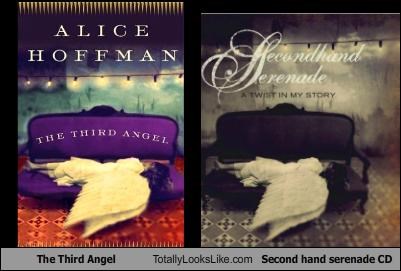 ALICE
HOFFMAN
THE THIRD ANGEL
Secondhand
Serenade
A TWIST IN MY STORY
The Third Angel
TotallyLooksLike.com
Second hand serenade CD